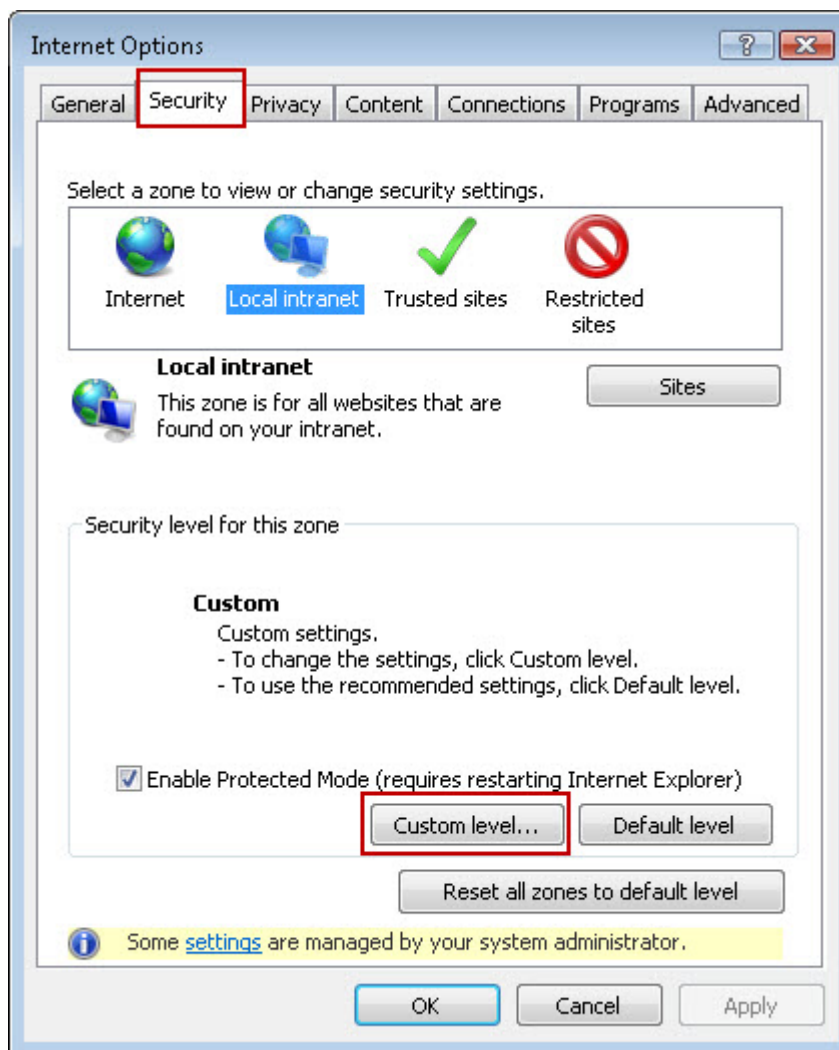 Internet Options
General Security Privacy Content Connections Programs Advanced
Select a zone to view or change security settings.
Internet Local intranet Trusted sites Restricted
sites
Local intranet
Sites
This zone is for all websites that are
found on your intranet.
Security level for this zone
Custom
Custom settings.
- To change the settings, click Custom level.
- To use the recommended settings, click Default level.
Enable Protected Mode (requires restarting Internet Explorer)
Custom level... Default level
Reset all zones to default level
Some settings are managed by your system administrator.
OK Cancel Apply